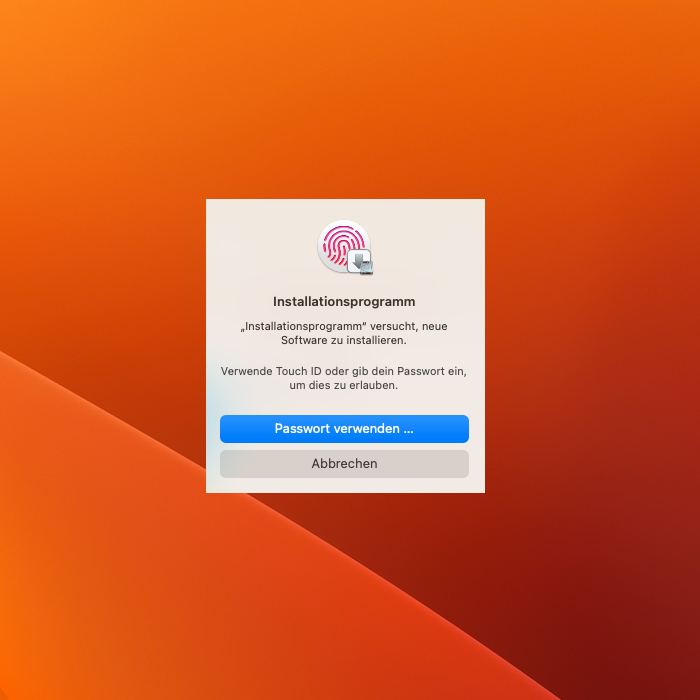 Installationsprogramm
„Installationsprogramm“ versucht, neue
Software zu installieren.
Verwende Touch ID oder gib dein Passwort ein,
um dies zu erlauben.
Passwort verwenden ...
Abbrechen